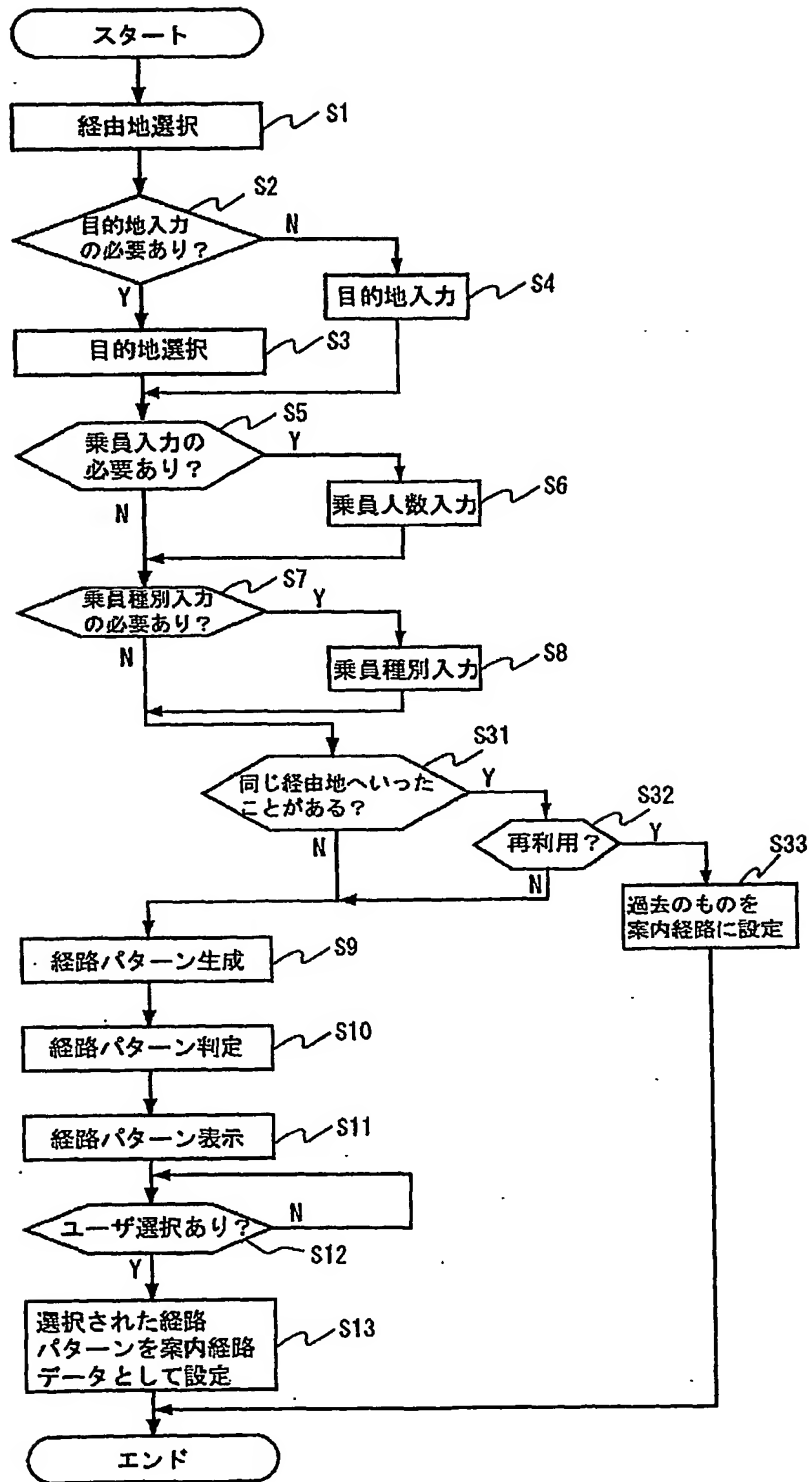 スタート
経由地選択
S1
S2
目的地入力
の必要あり？
N
Y
目的地入力
S4
目的地選択
S3
S5
乗員入力の
必要あり？
Y
N
乗員人数入力
S6
S7
乗員種別入力
の必要あり？
Y
N
乗員種別入力
S8
S31
同じ経由地へいった
ことがある？
Y
N
S32
再利用？
Y
N
S33
過去のものを
案内経路に設定
経路パターン生成
S9
経路パターン判定
S10
経路パターン表示
S11
ユーザ選択あり？
N
S12
Y
選択された経路
パターンを案内経路
データとして設定
S13
エンド